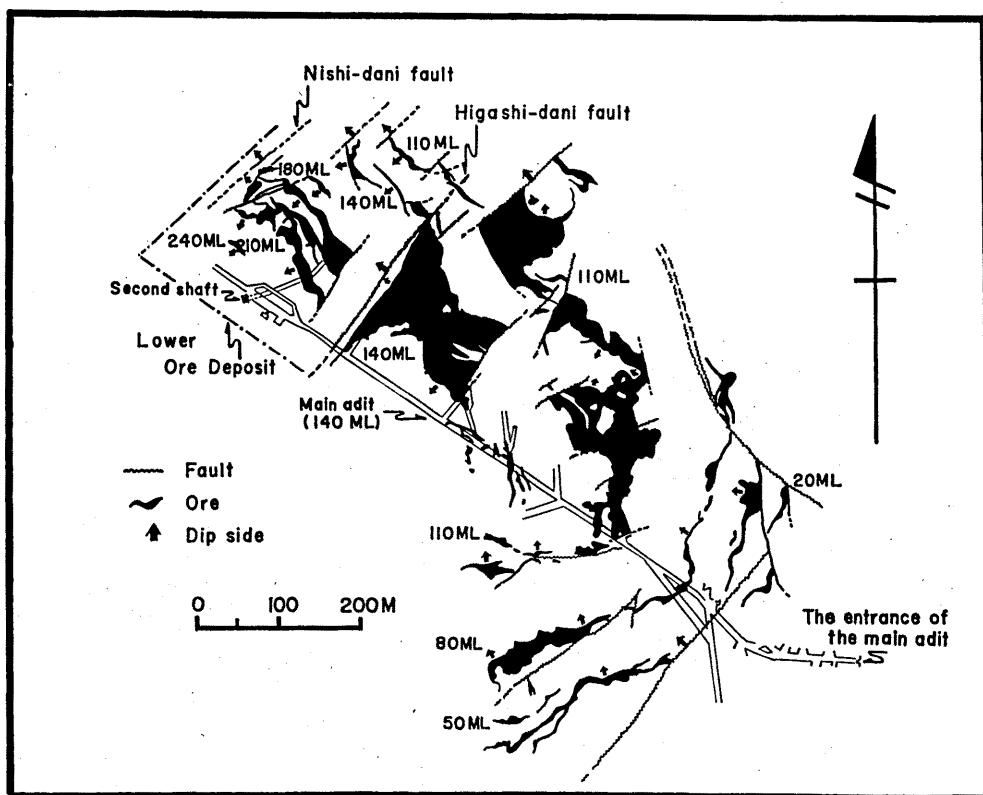 Nishi-dani fault
Higashi-dani fault
110ML
180ML
140ML
240ML
210ML
110ML
Second shaft
Lower
Ore Deposit
140ML
Main adit
(140 ML)
Fault
Ore
Dip side
20ML
110ML
0 100 200M
The entrance of
the main adit
80ML
50ML